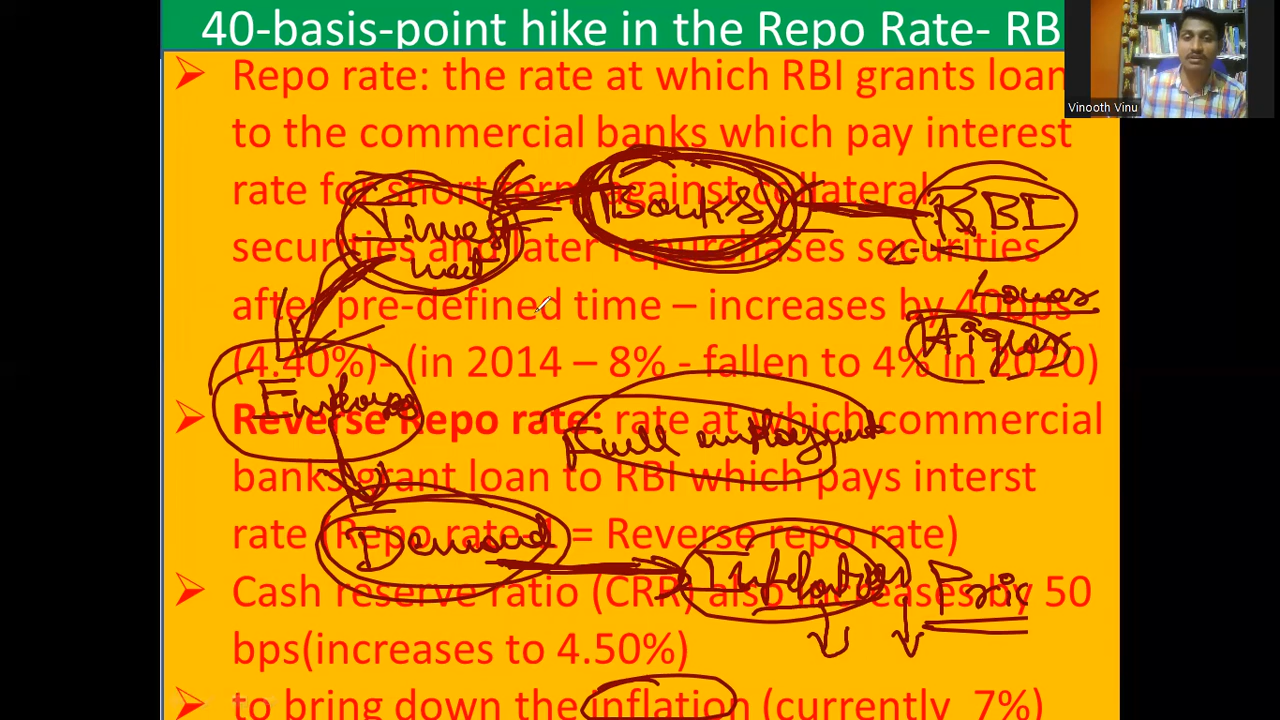 40-basis-point hike in the Repo Rate- RB
Vinooth Vinu
Repo rate: the rate at which RBI grants loan
to the commercial banks which pay interest
rate for short term against collateral
securities and later repurchases securities
after pre-defined time – increases by 40bps
(4.40%)- (in 2014 – 8% - fallen to 4% in 2020)
Reverse Repo rate: rate at which commercial
banks grant loan to RBI which pays interst
rate (Repo rate-1 = Reverse repo rate)
Cash reserve ratio (CRR) also increases by 50
bps(increases to 4.50%)
to bring down the inflation (currently 7%)
Banks
RBI
Higher
Full employment
Demand
Inflation